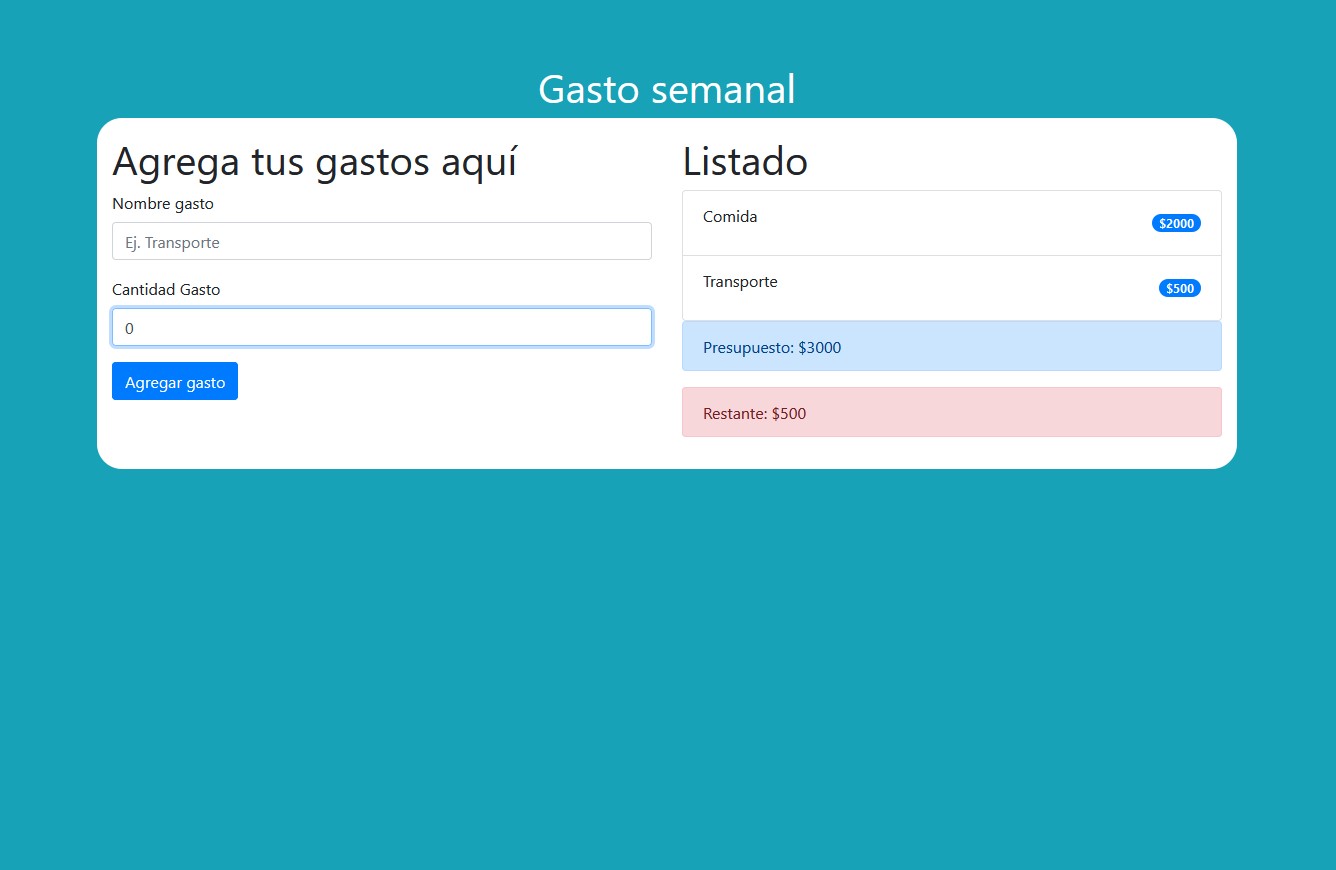 Gasto semanal
Agrega tus gastos aquí
Nombre gasto
Ej. Transporte
Cantidad Gasto
0
Agregar gasto
Listado
Comida $2000
Transporte $500
Presupuesto: $3000
Restante: $500